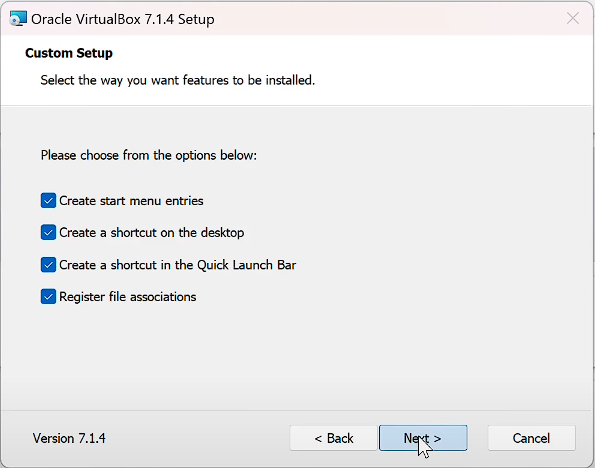 Oracle VirtualBox 7.1.4 Setup
Custom Setup
Select the way you want features to be installed.
Please choose from the options below:
Create start menu entries
Create a shortcut on the desktop
Create a shortcut in the Quick Launch Bar
Register file associations
Version 7.1.4
< Back
Next >
Cancel